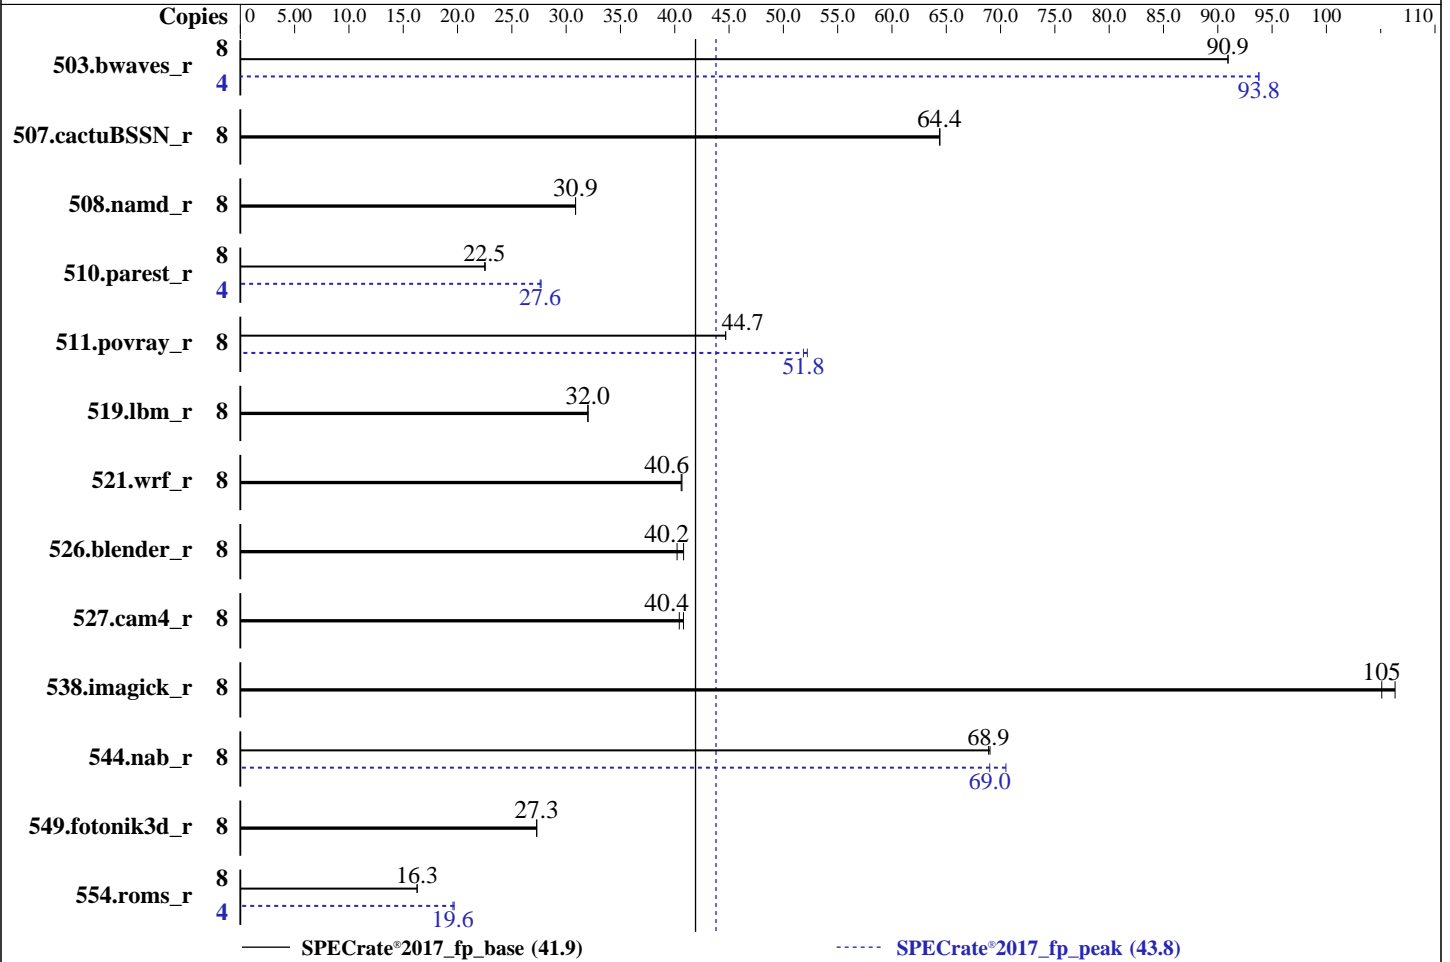 Copies 0 5.00 10.0 15.0 20.0 25.0 30.0 35.0 40.0 45.0 50.0 55.0 60.0 65.0 70.0 75.0 80.0 85.0 90.0 95.0 100 110
503.bwaves_r 8 90.9
4 93.8
507.cactuBSSN_r 8 64.4
508.namd_r 8 30.9
510.parest_r 8 22.5
4 27.6
511.povray_r 8 44.7
51.8
519.lbm_r 8 32.0
521.wrf_r 8 40.6
526.blender_r 8 40.2
527.cam4_r 8 40.4
538.imagick_r 8 105
544.nab_r 8 68.9
69.0
549.fotonik3d_r 8 27.3
554.roms_r 8 16.3
4 19.6
SPECrate®2017_fp_base (41.9) SPECrate®2017_fp_peak (43.8)